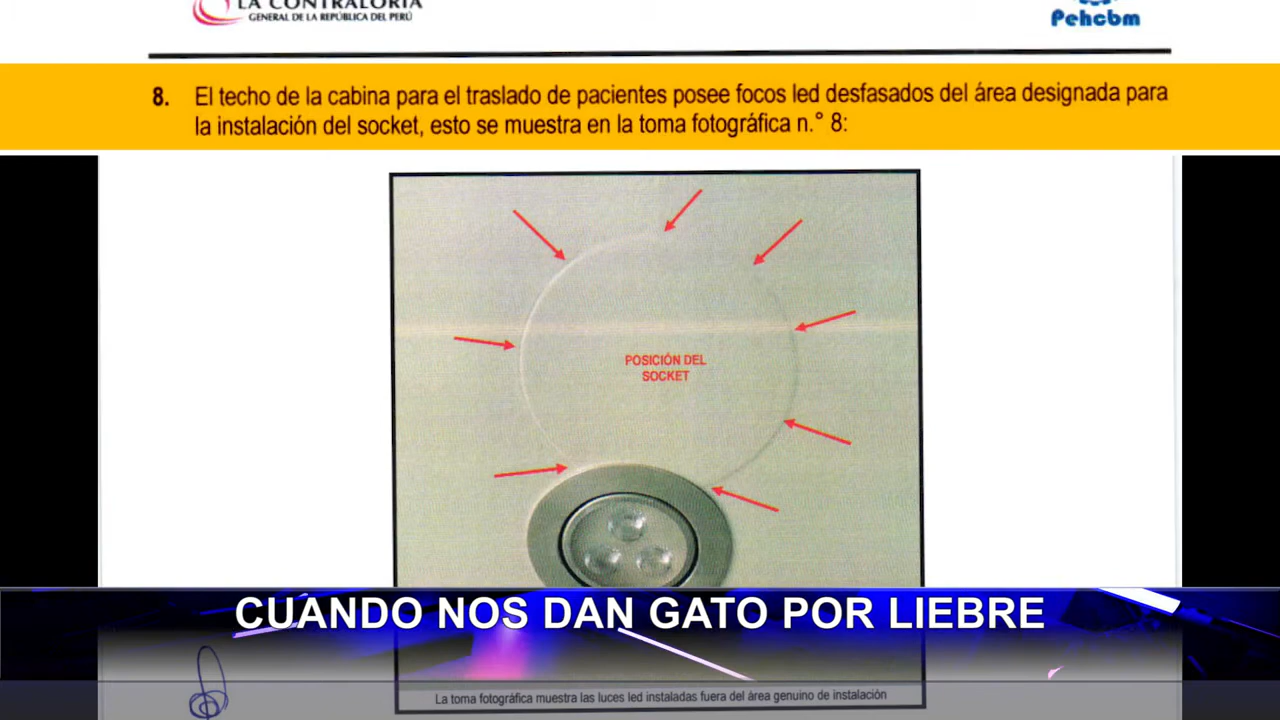 LA CONTRALORÍA
GENERAL DE LA REPÚBLICA DEL PERÚ
Pehcbm
8. El techo de la cabina para el traslado de pacientes posee focos led desfasados del área designada para
la instalación del socket, esto se muestra en la toma fotográfica n.° 8:
POSICIÓN DEL
SOCKET
CUANDO NOS DAN GATO POR LIEBRE
La toma fotográfica muestra las luces led instaladas fuera del área genuino de instalación